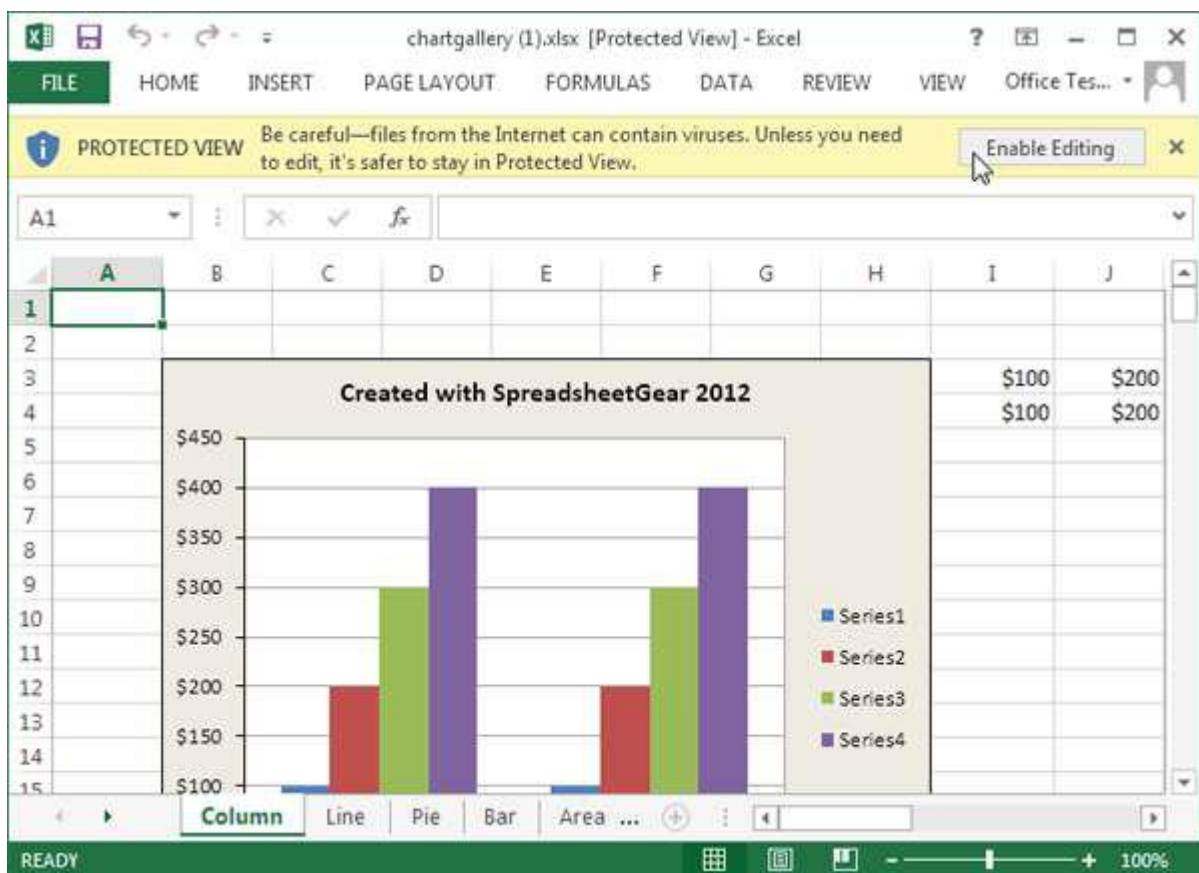 chartgallery (1).xlsx [Protected View] - Excel
FILE HOME INSERT PAGE LAYOUT FORMULAS DATA REVIEW VIEW Office Tes...
PROTECTED VIEW Be careful—files from the Internet can contain viruses. Unless you need
to edit, it's safer to stay in Protected View.
Enable Editing
A1 fx
A B C D E F G H I J
1
2
3 $100 $200
4 $100 $200
5
6
7
8
9
10
11
12
13
14
15
Created with SpreadsheetGear 2012
$450
$400
$350
$300
$250
$200
$150
$100
Series1
Series2
Series3
Series4
Column Line Pie Bar Area ...
READY 100%